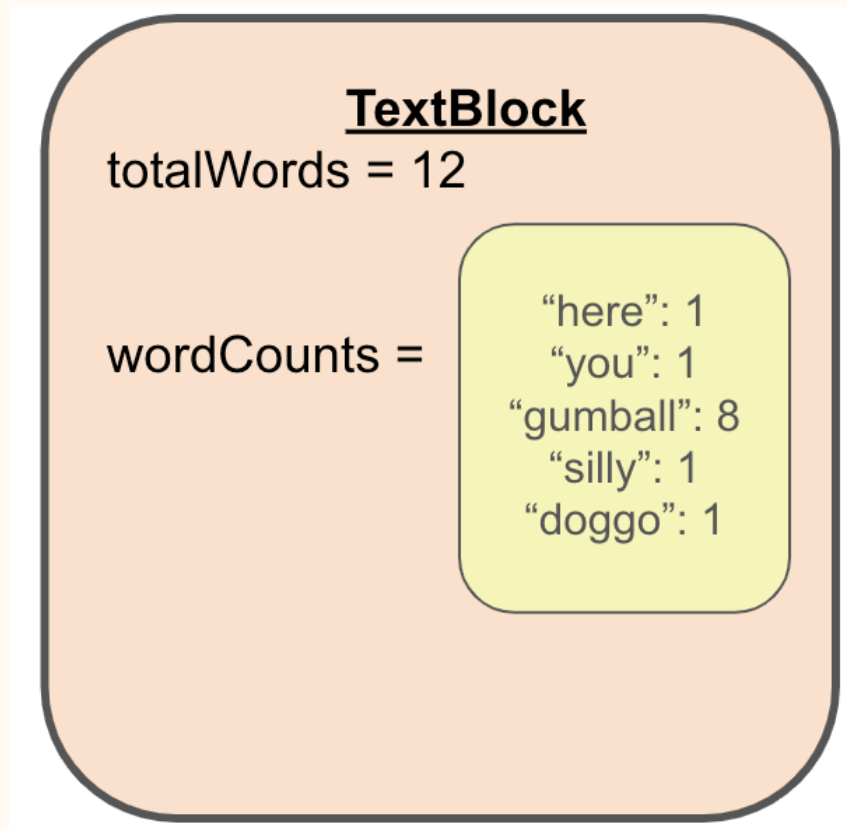 TextBlock
totalWords = 12
wordCounts =
“here”: 1
“you”: 1
“gumball”: 8
“silly”: 1
“doggo”: 1